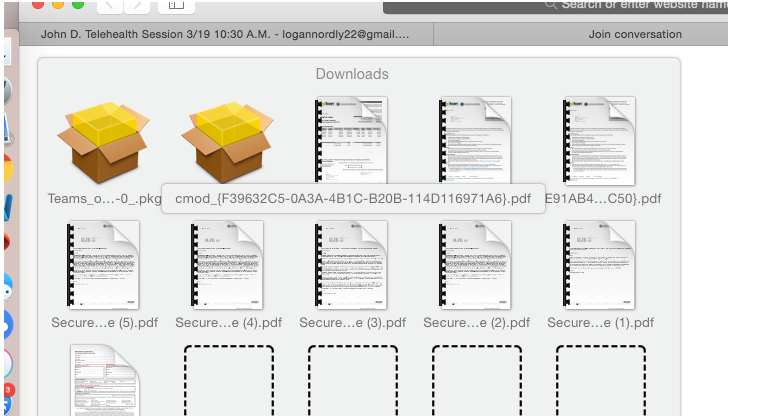 Search or enter website name
John D. Telehealth Session 3/19 10:30 A.M. - logannordly22@gmail....
Join conversation
Downloads
Teams_o...-0_.pkg
cmod_{F39632C5-0A3A-4B1C-B20B-114D116971A6}.pdf
E91AB4...C50}.pdf
Secure...e (5).pdf
Secure...e (4).pdf
Secure...e (3).pdf
Secure...e (2).pdf
Secure...e (1).pdf
3